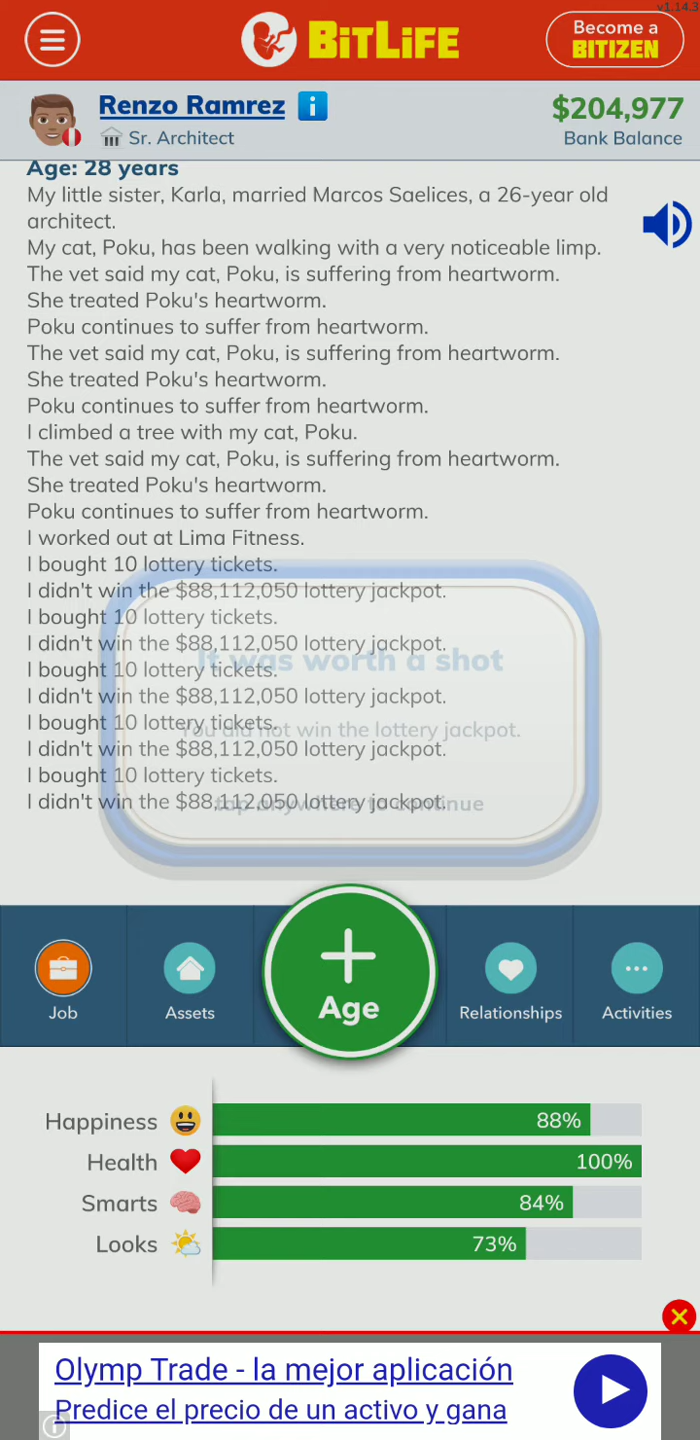 v1.14.3
BiTLiFE
Become a
BITIZEN
Renzo Ramrez
$204,977
Sr. Architect
Bank Balance
Age: 28 years
My little sister, Karla, married Marcos Saelices, a 26-year old
architect.
My cat, Poku, has been walking with a very noticeable limp.
The vet said my cat, Poku, is suffering from heartworm.
She treated Poku's heartworm.
Poku continues to suffer from heartworm.
The vet said my cat, Poku, is suffering from heartworm.
She treated Poku's heartworm.
Poku continues to suffer from heartworm.
I climbed a tree with my cat, Poku.
The vet said my cat, Poku, is suffering from heartworm.
She treated Poku's heartworm.
Poku continues to suffer from heartworm.
I worked out at Lima Fitness.
I bought 10 lottery tickets.
I didn't win the $88,112,050 lottery jackpot.
I bought 10 lottery tickets.
I didn't win the $88,112,050 lottery jackpot.
I bought 10 lottery tickets.
I didn't win the $88,112,050 lottery jackpot.
I bought 10 lottery tickets.
I didn't win the $88,112,050 lottery jackpot.
I bought 10 lottery tickets.
I didn't win the $88,112,050 lottery jackpot.
It was worth a shot
You did not win the lottery jackpot.
tap anywhere to continue
Job
Assets
Age
Relationships
Activities
Happiness 88%
Health 100%
Smarts 84%
Looks 73%
Olymp Trade - la mejor aplicación
Predice el precio de un activo y gana